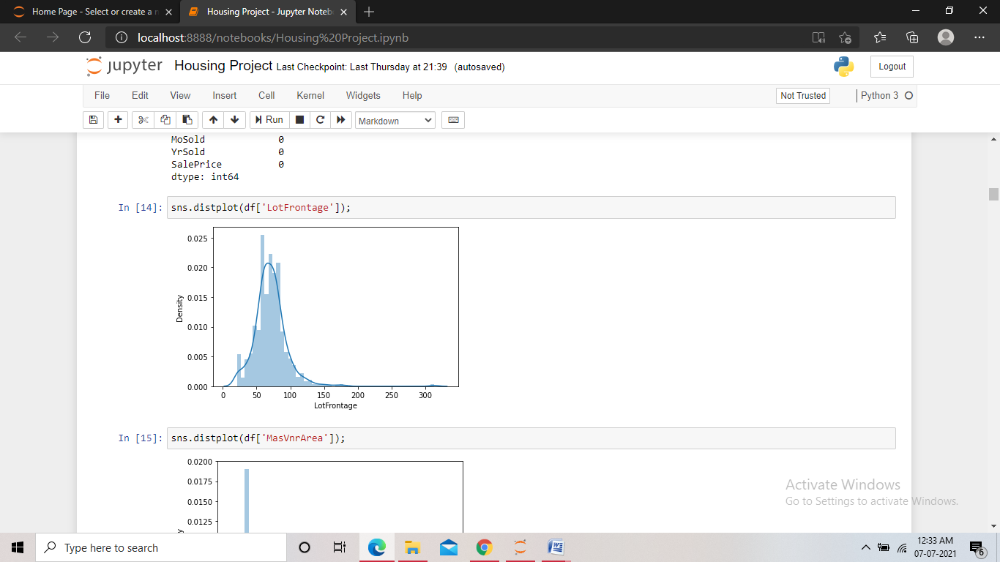 Home Page - Select or create a n
Housing Project - Jupyter Noteb
localhost:8888/notebooks/Housing%20Project.ipynb
jupyter Housing Project Last Checkpoint: Last Thursday at 21:39 (autosaved)
Logout
File Edit View Insert Cell Kernel Widgets Help
Not Trusted
Python 3
Run
Markdown
MoSold 0
YrSold 0
SalePrice 0
dtype: int64
In [14]: sns.distplot(df['LotFrontage']);
0.025
0.020
0.015
0.010
0.005
0.000
Density
0 50 100 150 200 250 300
LotFrontage
In [15]: sns.distplot(df['MasVnrArea']);
0.0200
0.0175
0.0150
0.0125
Activate Windows
Go to Settings to activate Windows.
Type here to search
12:33 AM
07-07-2021
6